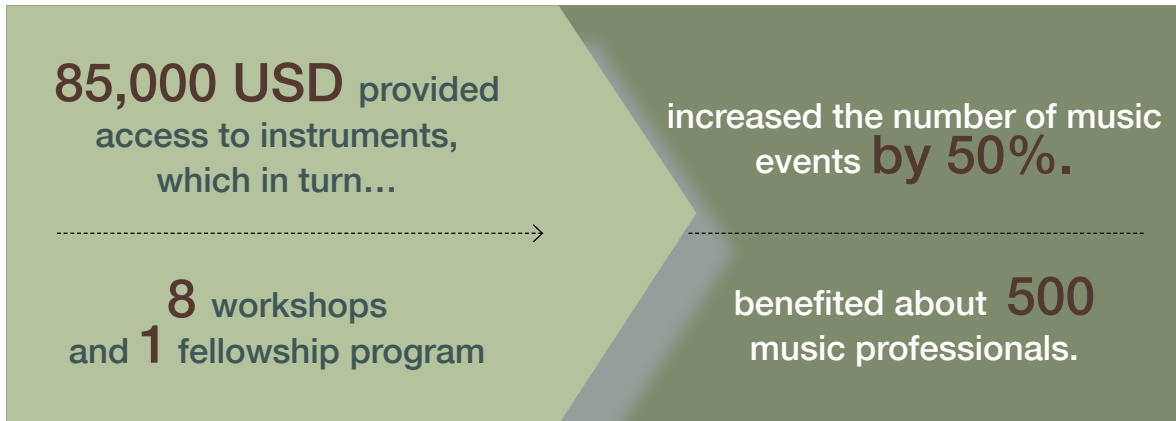 85,000 USD provided
access to instruments,
which in turn…
increased the number of music
events by 50%.
8 workshops
and 1 fellowship program
benefited about 500
music professionals.